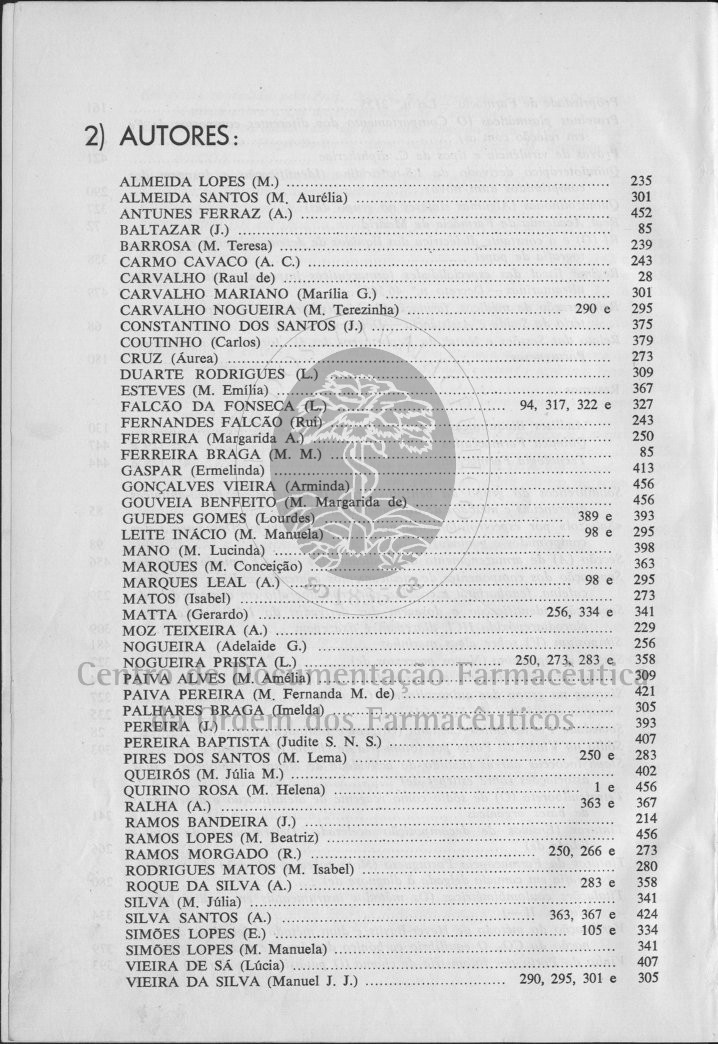 2) AUTORES:
ALMEIDA LOPES (M.) ........ 235
ALMEIDA SANTOS (M. Aurélia) ........ 301
ANTUNES FERRAZ (A.) ........ 452
BALTAZAR (J.) ........ 85
BARROSA (M. Teresa) ........ 239
CARMO CAVACO (A. C.) ........ 243
CARVALHO (Raul de) ........ 28
CARVALHO MARIANO (Marília G.) ........ 301
CARVALHO NOGUEIRA (M. Terezinha) ........ 290 e 295
CONSTANTINO DOS SANTOS (J.) ........ 375
COUTINHO (Carlos) ........ 379
CRUZ (Áurea) ........ 273
DUARTE RODRIGUES (L.) ........ 309
ESTEVES (M. Emília) ........ 367
FALCÃO DA FONSECA (L.) ........ 94, 317, 322 e 327
FERNANDES FALCÃO (Rui) ........ 243
FERREIRA (Margarida A.) ........ 250
FERREIRA BRAGA (M. M.) ........ 85
GASPAR (Ermelinda) ........ 413
GONÇALVES VIEIRA (Arminda) ........ 456
GOUVEIA BENFEITO (M. Margarida de) ........ 456
GUEDES GOMES (Lourdes) ........ 389 e 393
LEITE INÁCIO (M. Manuela) ........ 98 e 295
MANO (M. Lucinda) ........ 398
MARQUES (M. Conceição) ........ 363
MARQUES LEAL (A.) ........ 98 e 295
MATOS (Isabel) ........ 273
MATTA (Gerardo) ........ 256, 334 e 341
MOZ TEIXEIRA (A.) ........ 229
NOGUEIRA (Adelaide G.) ........ 256
NOGUEIRA PRISTA (L.) ........ 250, 273, 283 e 358
PAIVA ALVES (M. Amélia) ........ 309
PAIVA PEREIRA (M. Fernanda M. de) ........ 421
PALHARES BRAGA (Imelda) ........ 305
PEREIRA (J.) ........ 393
PEREIRA BAPTISTA (Judite S. N. S.) ........ 407
PIRES DOS SANTOS (M. Lema) ........ 250 e 283
QUEIRÓS (M. Júlia M.) ........ 402
QUIRINO ROSA (M. Helena) ........ 1 e 456
RALHA (A.) ........ 363 e 367
RAMOS BANDEIRA (J.) ........ 214
RAMOS LOPES (M. Beatriz) ........ 456
RAMOS MORGADO (R.) ........ 250, 266 e 273
RODRIGUES MATOS (M. Isabel) ........ 280
ROQUE DA SILVA (A.) ........ 283 e 358
SILVA (M. Júlia) ........ 341
SILVA SANTOS (A.) ........ 363, 367 e 424
SIMÕES LOPES (E.) ........ 105 e 334
SIMÕES LOPES (M. Manuela) ........ 341
VIEIRA DE SÁ (Lúcia) ........ 407
VIEIRA DA SILVA (Manuel J. J.) ........ 290, 295, 301 e 305
1835
Centro de Documentação Farmacêutica
da Ordem dos Farmacêuticos